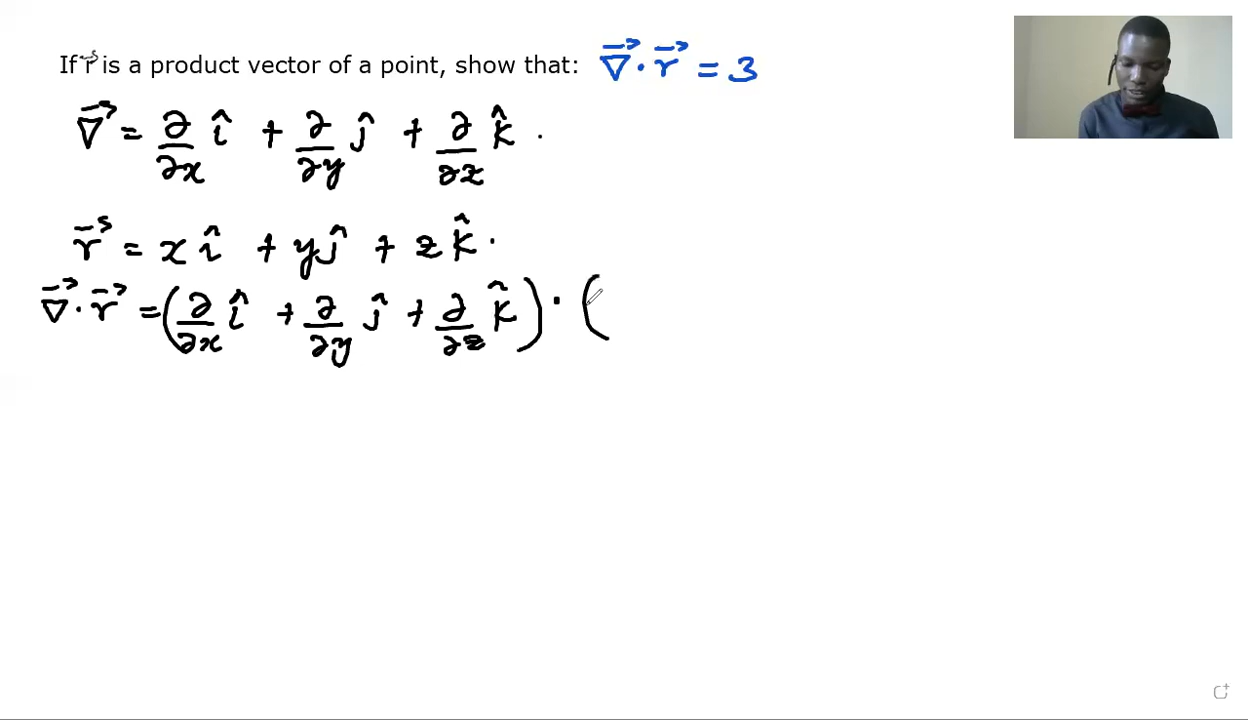 If r⃗ is a product vector of a point, show that: ∇⃗ · r⃗ = 3
∇⃗ = ∂/∂x î + ∂/∂y ĵ + ∂/∂z k̂ .
r⃗ = x î + y ĵ + z k̂ .
∇⃗ · r⃗ = (∂/∂x î + ∂/∂y ĵ + ∂/∂z k̂) · (